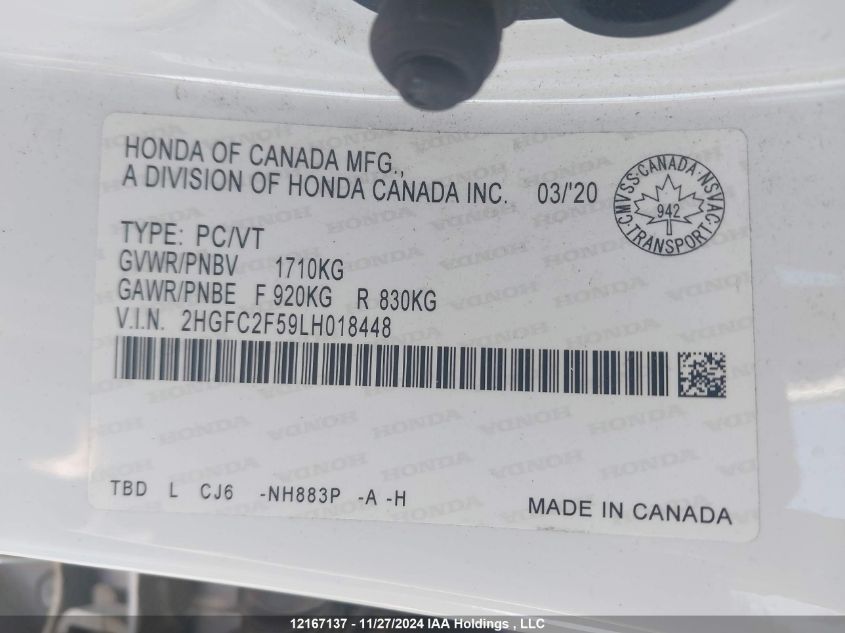 HONDA OF CANADA MFG.,
A DIVISION OF HONDA CANADA INC. 03/'20
CMVSS·CANADA·NSVAC·TRANSPORT·
942
TYPE: PC/VT
GVWR/PNBV 1710KG
GAWR/PNBE F 920KG R 830KG
V.I.N. 2HGFC2F59LH018448
TBD L CJ6 -NH883P -A -H
MADE IN CANADA
12167137 - 11/27/2024 IAA Holdings , LLC